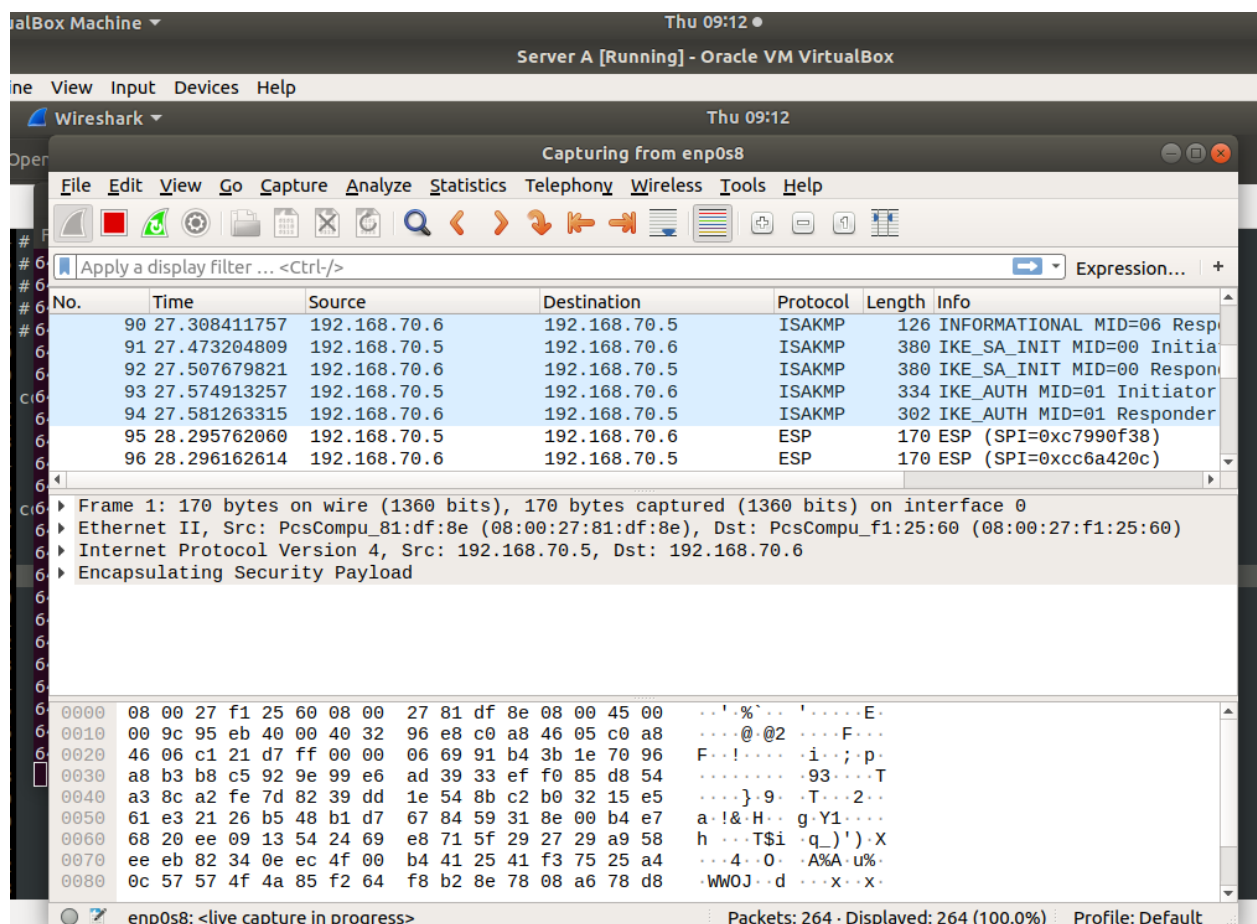 ualBox Machine Thu 09:12
Server A [Running] - Oracle VM VirtualBox
ine View Input Devices Help
Wireshark Thu 09:12
Capturing from enp0s8
File Edit View Go Capture Analyze Statistics Telephony Wireless Tools Help
Apply a display filter … <Ctrl-/> Expression… +
No. Time Source Destination Protocol Length Info
90 27.308411757 192.168.70.6 192.168.70.5 ISAKMP 126 INFORMATIONAL MID=06 Resp
91 27.473204809 192.168.70.5 192.168.70.6 ISAKMP 380 IKE_SA_INIT MID=00 Initia
92 27.507679821 192.168.70.6 192.168.70.5 ISAKMP 380 IKE_SA_INIT MID=00 Respon
93 27.574913257 192.168.70.5 192.168.70.6 ISAKMP 334 IKE_AUTH MID=01 Initiator
94 27.581263315 192.168.70.6 192.168.70.5 ISAKMP 302 IKE_AUTH MID=01 Responder
95 28.295762060 192.168.70.5 192.168.70.6 ESP 170 ESP (SPI=0xc7990f38)
96 28.296162614 192.168.70.6 192.168.70.5 ESP 170 ESP (SPI=0xcc6a420c)
Frame 1: 170 bytes on wire (1360 bits), 170 bytes captured (1360 bits) on interface 0
Ethernet II, Src: PcsCompu_81:df:8e (08:00:27:81:df:8e), Dst: PcsCompu_f1:25:60 (08:00:27:f1:25:60)
Internet Protocol Version 4, Src: 192.168.70.5, Dst: 192.168.70.6
Encapsulating Security Payload
0000 08 00 27 f1 25 60 08 00 27 81 df 8e 08 00 45 00 ··'·%`·· '·····E·
0010 00 9c 95 eb 40 00 40 32 96 e8 c0 a8 46 05 c0 a8 ····@·@2 ····F···
0020 46 06 c1 21 d7 ff 00 00 06 69 91 b4 3b 1e 70 96 F··!···· ·i··;·p·
0030 a8 b3 b8 c5 92 9e 99 e6 ad 39 33 ef f0 85 d8 54 ········ ·93····T
0040 a3 8c a2 fe 7d 82 39 dd 1e 54 8b c2 b0 32 15 e5 ····}·9· ·T···2··
0050 61 e3 21 26 b5 48 b1 d7 67 84 59 31 8e 00 b4 e7 a·!&·H·· g·Y1····
0060 68 20 ee 09 13 54 24 69 e8 71 5f 29 27 29 a9 58 h ···T$i ·q_)')·X
0070 ee eb 82 34 0e ec 4f 00 b4 41 25 41 f3 75 25 a4 ···4··O· ·A%A·u%·
0080 0c 57 57 4f 4a 85 f2 64 f8 b2 8e 78 08 a6 78 d8 ·WWOJ··d ···x··x·
enp0s8: <live capture in progress> Packets: 264 · Displayed: 264 (100.0%) Profile: Default